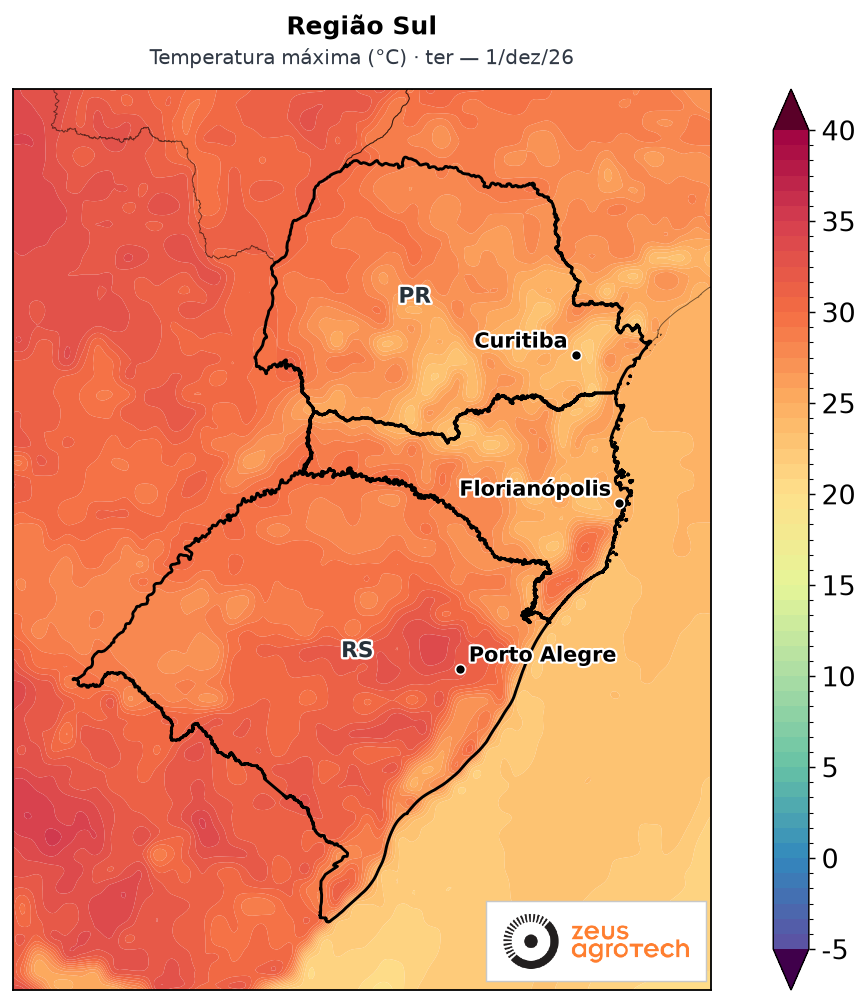 Região Sul
Temperatura máxima (°C) · ter — 1/dez/26
PR
Curitiba
Florianópolis
RS
Porto Alegre
40
35
30
25
20
15
10
5
0
-5
zeus
agrotech